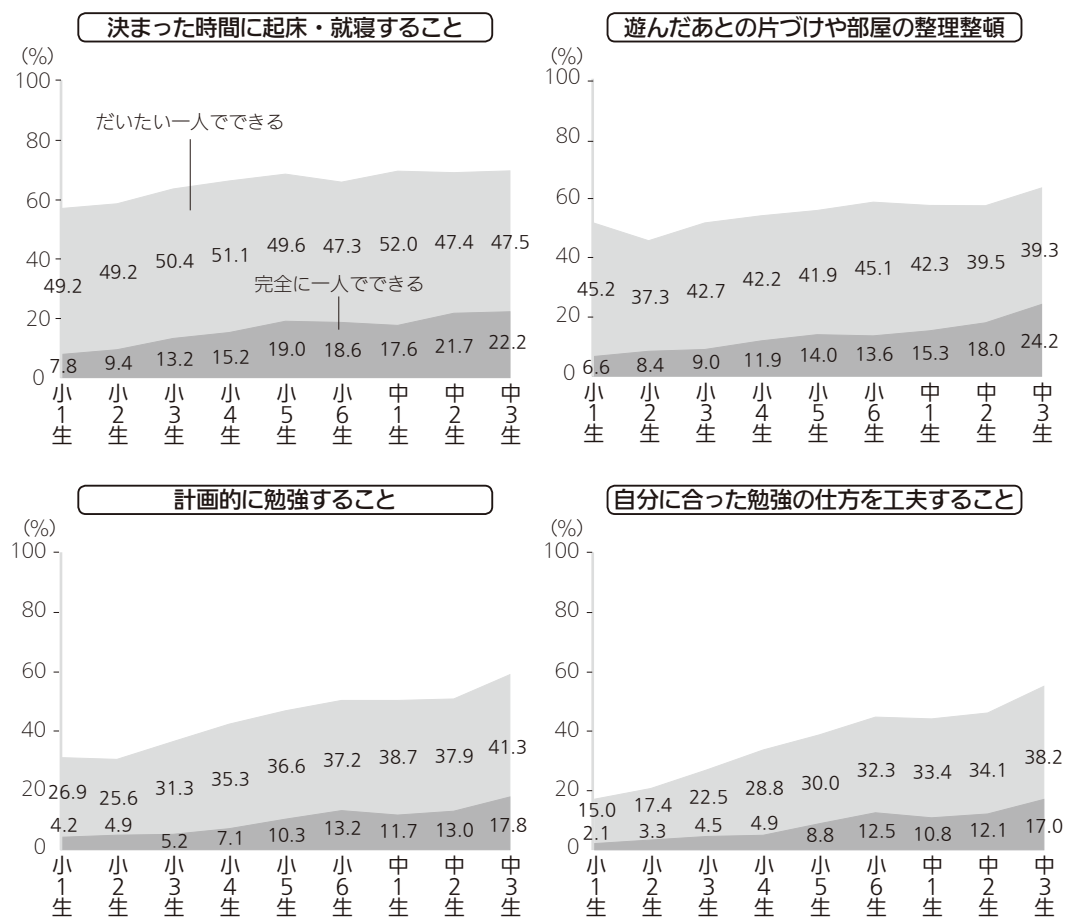 決まった時間に起床・就寝すること
(%)
100
80
60
40
20
0
だいたい一人でできる
完全に一人でできる
49.2 49.2 50.4 51.1 49.6 47.3 52.0 47.4 47.5
7.8 9.4 13.2 15.2 19.0 18.6 17.6 21.7 22.2
小1生 小2生 小3生 小4生 小5生 小6生 中1生 中2生 中3生
遊んだあとの片づけや部屋の整理整頓
(%)
100
80
60
40
20
0
45.2 37.3 42.7 42.2 41.9 45.1 42.3 39.5 39.3
6.6 8.4 9.0 11.9 14.0 13.6 15.3 18.0 24.2
小1生 小2生 小3生 小4生 小5生 小6生 中1生 中2生 中3生
計画的に勉強すること
(%)
100
80
60
40
20
0
26.9 25.6 31.3 35.3 36.6 37.2 38.7 37.9 41.3
4.2 4.9 5.2 7.1 10.3 13.2 11.7 13.0 17.8
小1生 小2生 小3生 小4生 小5生 小6生 中1生 中2生 中3生
自分に合った勉強の仕方を工夫すること
(%)
100
80
60
40
20
0
15.0 17.4 22.5 28.8 30.0 32.3 33.4 34.1 38.2
2.1 3.3 4.5 4.9 8.8 12.5 10.8 12.1 17.0
小1生 小2生 小3生 小4生 小5生 小6生 中1生 中2生 中3生